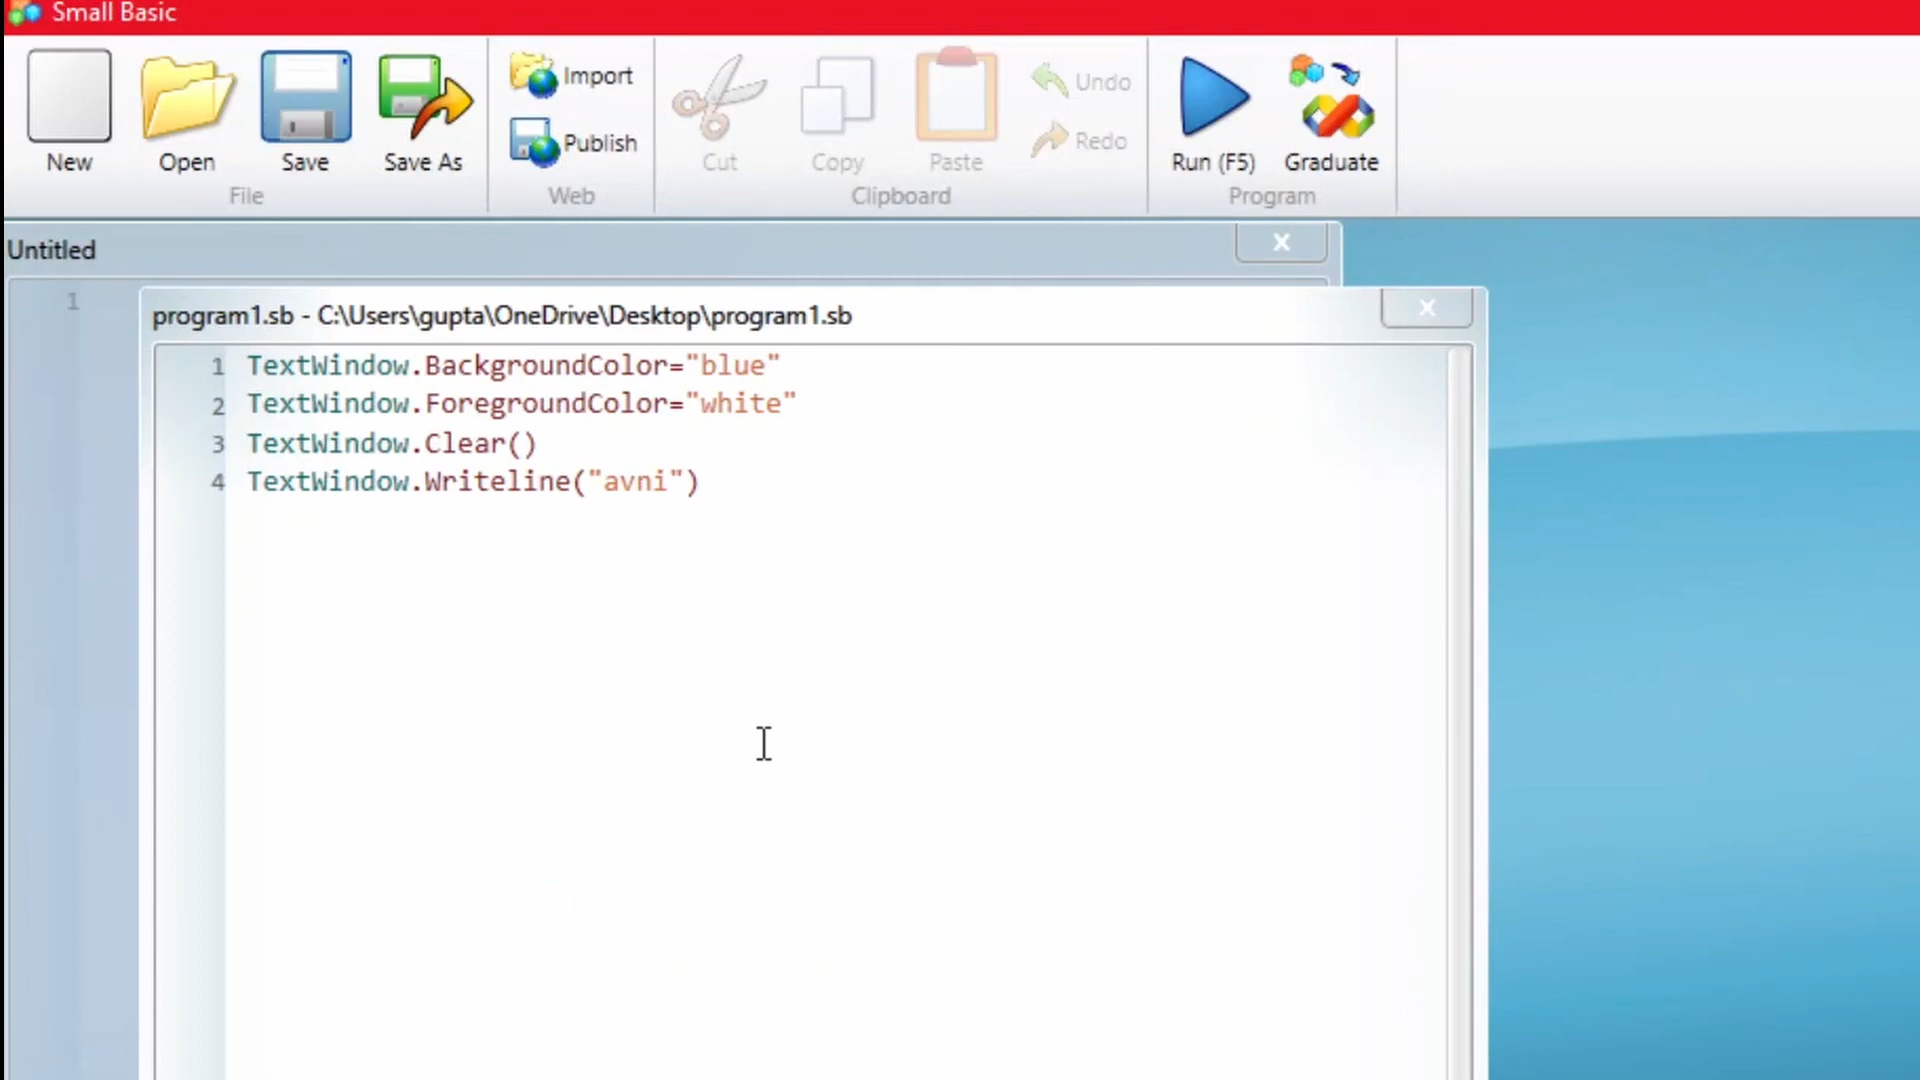 Small Basic
New
Open
Save
Save As
File
Import
Publish
Web
Cut
Copy
Paste
Undo
Redo
Clipboard
Run (F5)
Graduate
Program
Untitled
X
1
program1.sb - C:\Users\gupta\OneDrive\Desktop\program1.sb
X
1 TextWindow.BackgroundColor="blue"
2 TextWindow.ForegroundColor="white"
3 TextWindow.Clear()
4 TextWindow.Writeline("avni")